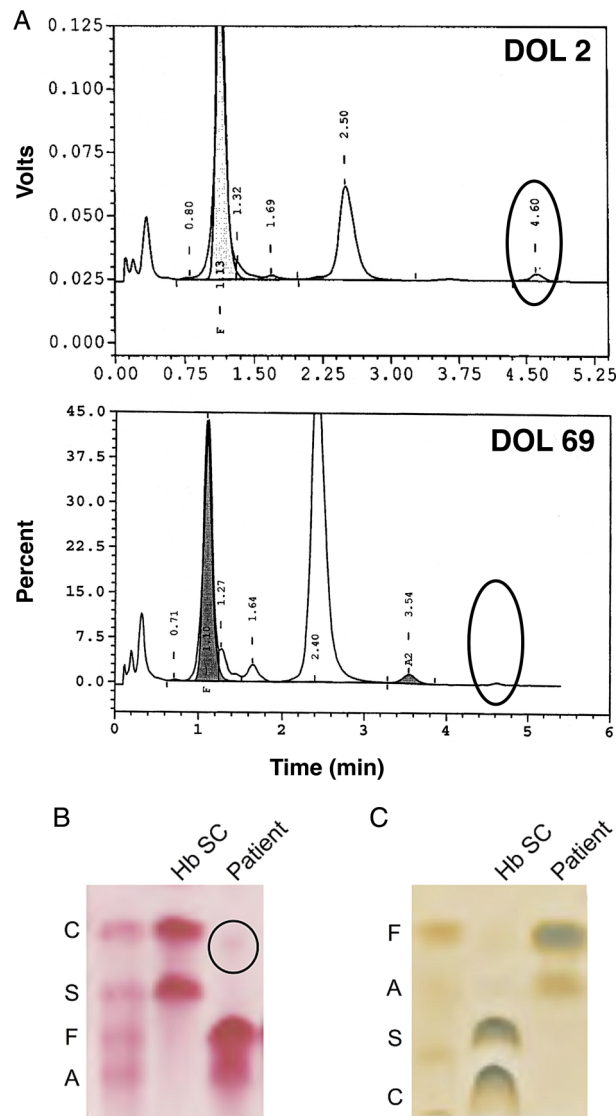 A
DOL 2
Volts
0.125
0.100
0.075
0.050
0.025
0.000
0.80
F
1.13
1.32
1.69
2.50
4.60
0.00
0.75
1.50
2.25
3.00
3.75
4.50
5.25
DOL 69
Percent
45.0
37.5
30.0
22.5
15.0
7.5
0.0
0.71
F
1.10
1.27
1.64
2.40
A2
3.54
0
1
2
3
4
5
6
Time (min)
B
Hb SC
Patient
C
S
F
A
C
Hb SC
Patient
F
A
S
C